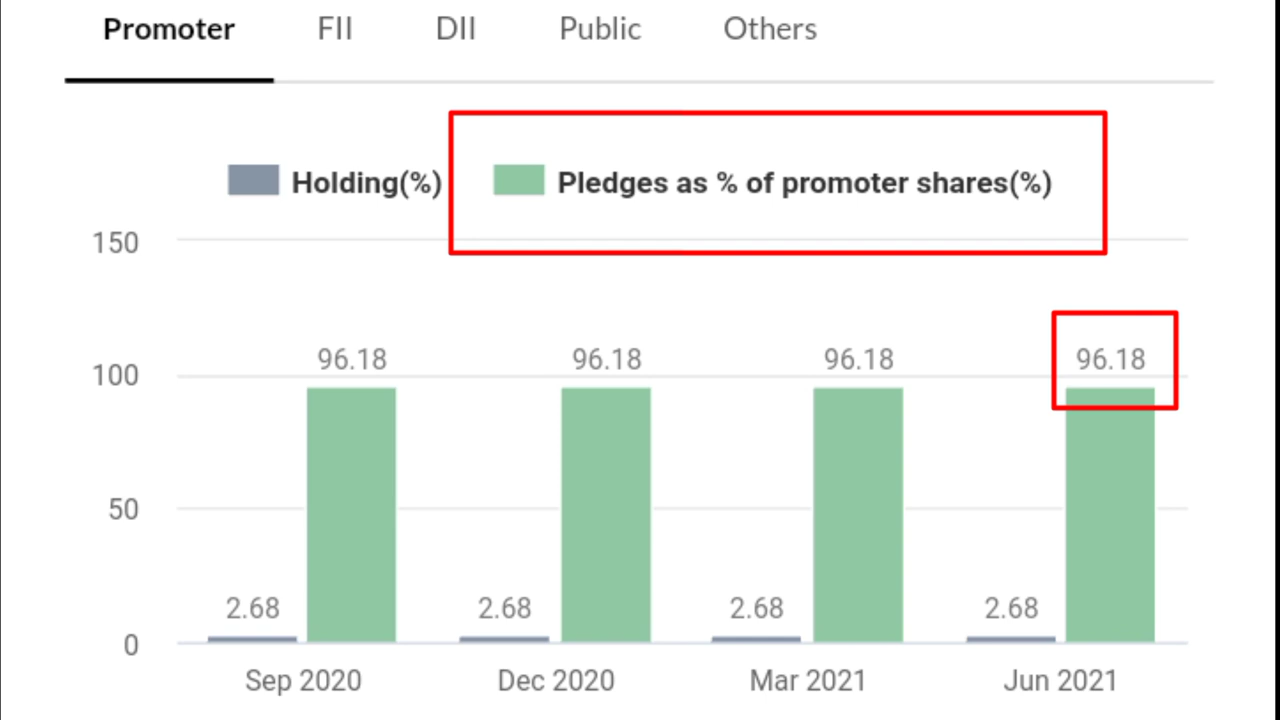 Promoter FII DII Public Others
Holding(%) Pledges as % of promoter shares(%)
150
96.18 96.18 96.18 96.18
100
50
2.68 2.68 2.68 2.68
0
Sep 2020 Dec 2020 Mar 2021 Jun 2021